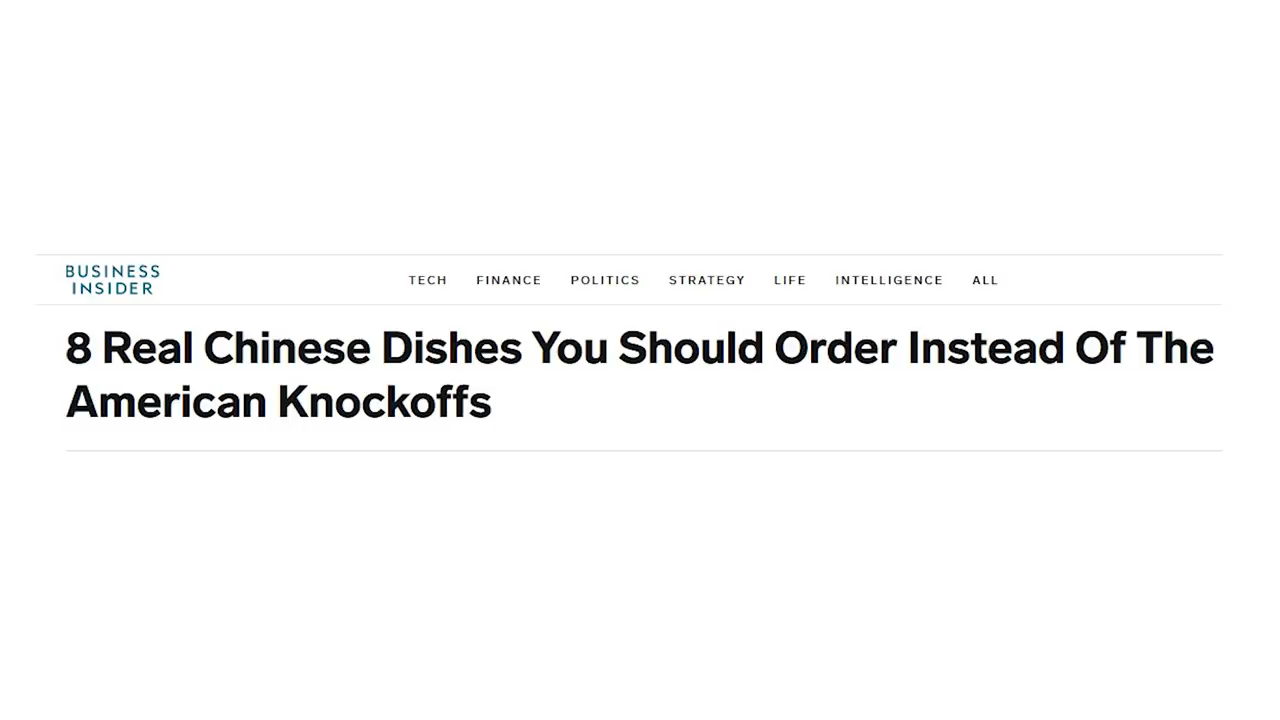 BUSINESS
INSIDER
TECH FINANCE POLITICS STRATEGY LIFE INTELLIGENCE ALL
8 Real Chinese Dishes You Should Order Instead Of The
American Knockoffs